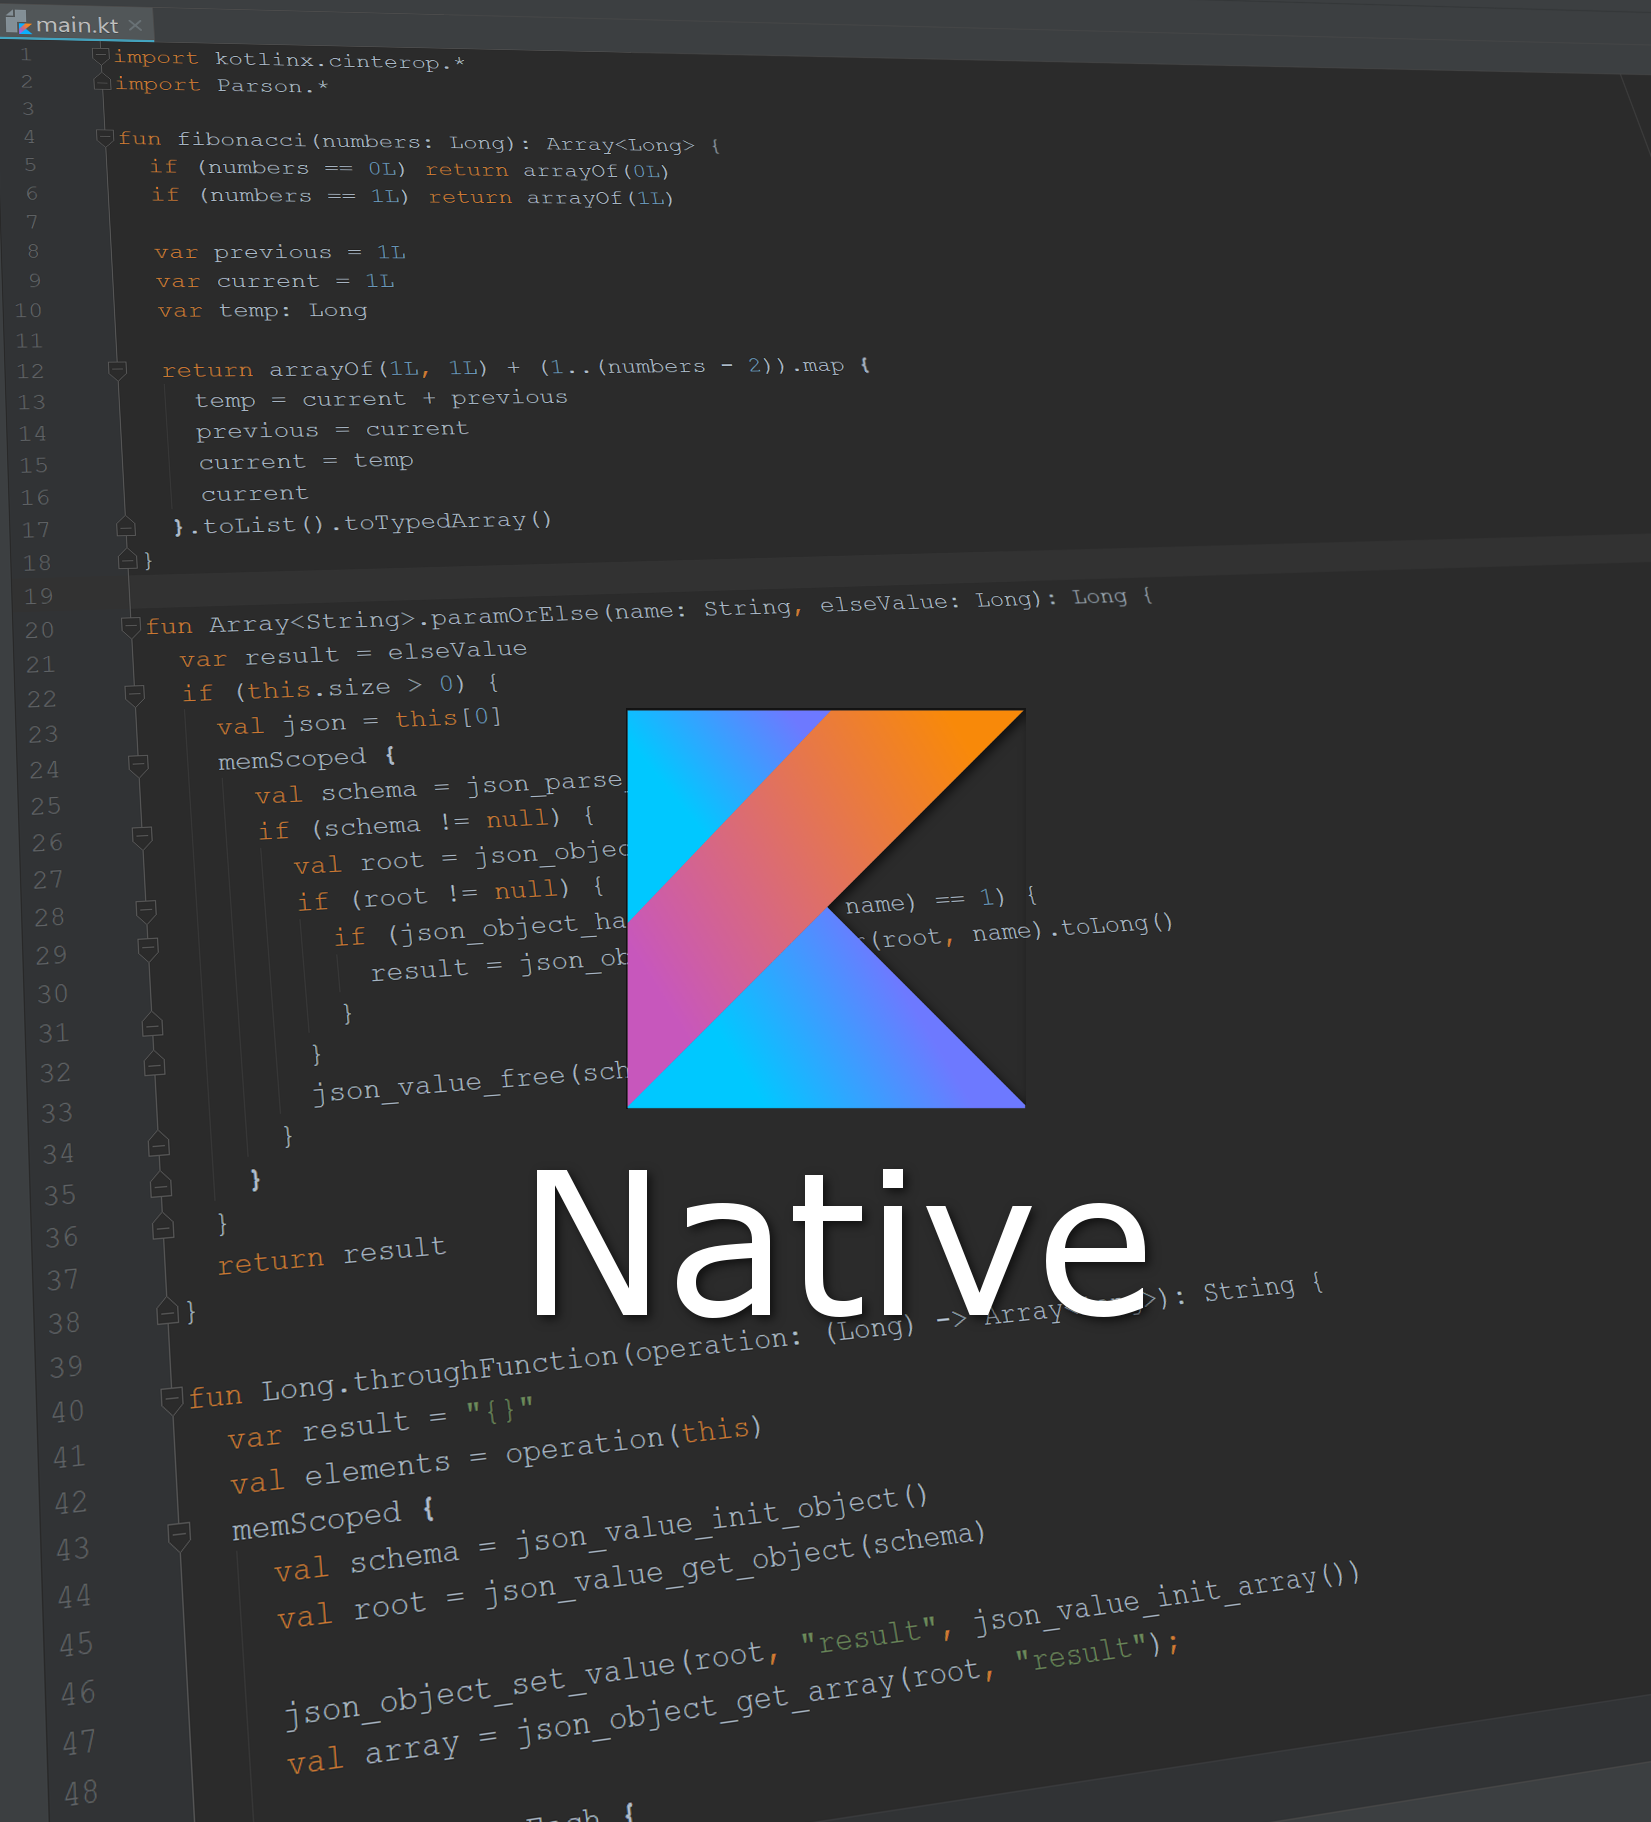 main.kt
1 import kotlinx.cinterop.*
2 import Parson.*
3
4 fun fibonacci(numbers: Long): Array<Long> {
5 if (numbers == 0L) return arrayOf(0L)
6 if (numbers == 1L) return arrayOf(1L)
7
8 var previous = 1L
9 var current = 1L
10 var temp: Long
11
12 return arrayOf(1L, 1L) + (1..(numbers - 2)).map {
13 temp = current + previous
14 previous = current
15 current = temp
16 current
17 }.toList().toTypedArray()
18 }
19
20 fun Array<String>.paramOrElse(name: String, elseValue: Long): Long {
21 var result = elseValue
22 if (this.size > 0) {
23 val json = this[0]
24 memScoped {
25 val schema = json_parse_
26 if (schema != null) {
27 val root = json_objec
28 if (root != null) {
29 if (json_object_ha name) == 1) {
30 result = json_ob (root, name).toLong()
31 }
32 }
33 json_value_free(sch
34 }
35 }
36 }
37 return result
38 }
39
40 fun Long.throughFunction(operation: (Long) -> Array >): String {
41 var result = "{}"
42 val elements = operation(this)
43 memScoped {
44 val schema = json_value_init_object()
45 val root = json_value_get_object(schema)
46
47 json_object_set_value(root, "result", json_value_init_array())
48 val array = json_object_get_array(root, "result");
{
Native